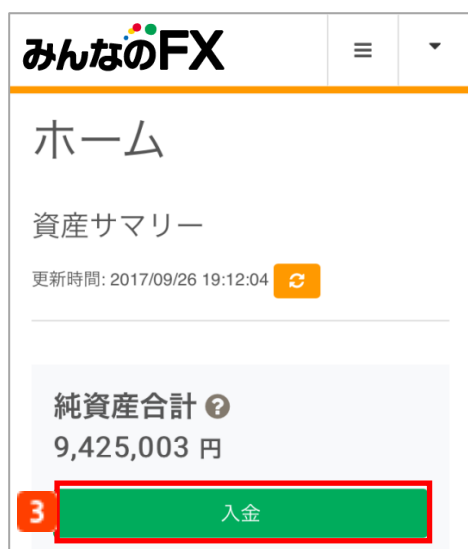 みんなのFX
ホーム
資産サマリー
更新時間: 2017/09/26 19:12:04
純資産合計 ?
9,425,003 円
3 入金